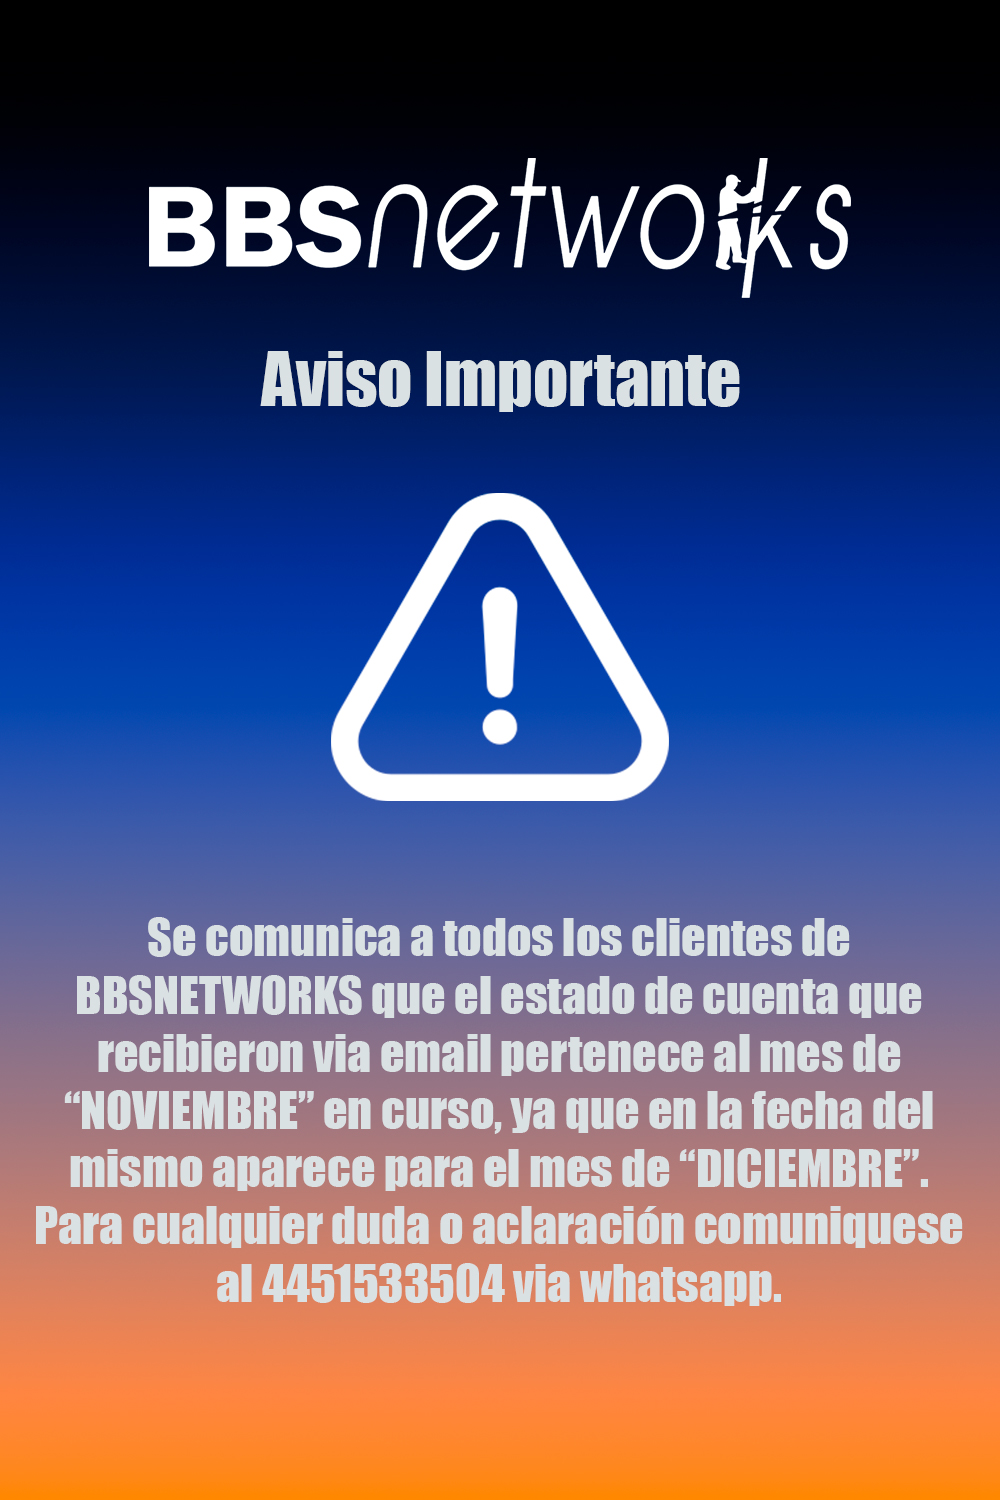 BBSnetworks
Aviso Importante
Se comunica a todos los clientes de
BBSNETWORKS que el estado de cuenta que
recibieron via email pertenece al mes de
“NOVIEMBRE” en curso, ya que en la fecha del
mismo aparece para el mes de “DICIEMBRE”.
Para cualquier duda o aclaración comuniquese
al 4451533504 via whatsapp.